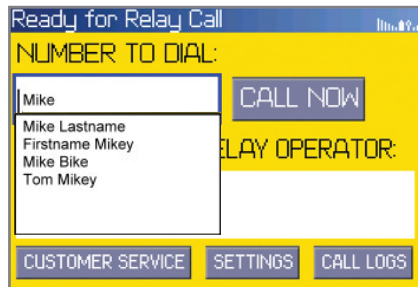 Ready for Relay Call
NUMBER TO DIAL:
Mike
CALL NOW
Mike Lastname
Firstname Mikey
Mike Bike
Tom Mikey
ELAY OPERATOR:
CUSTOMER SERVICE
SETTINGS
CALL LOGS